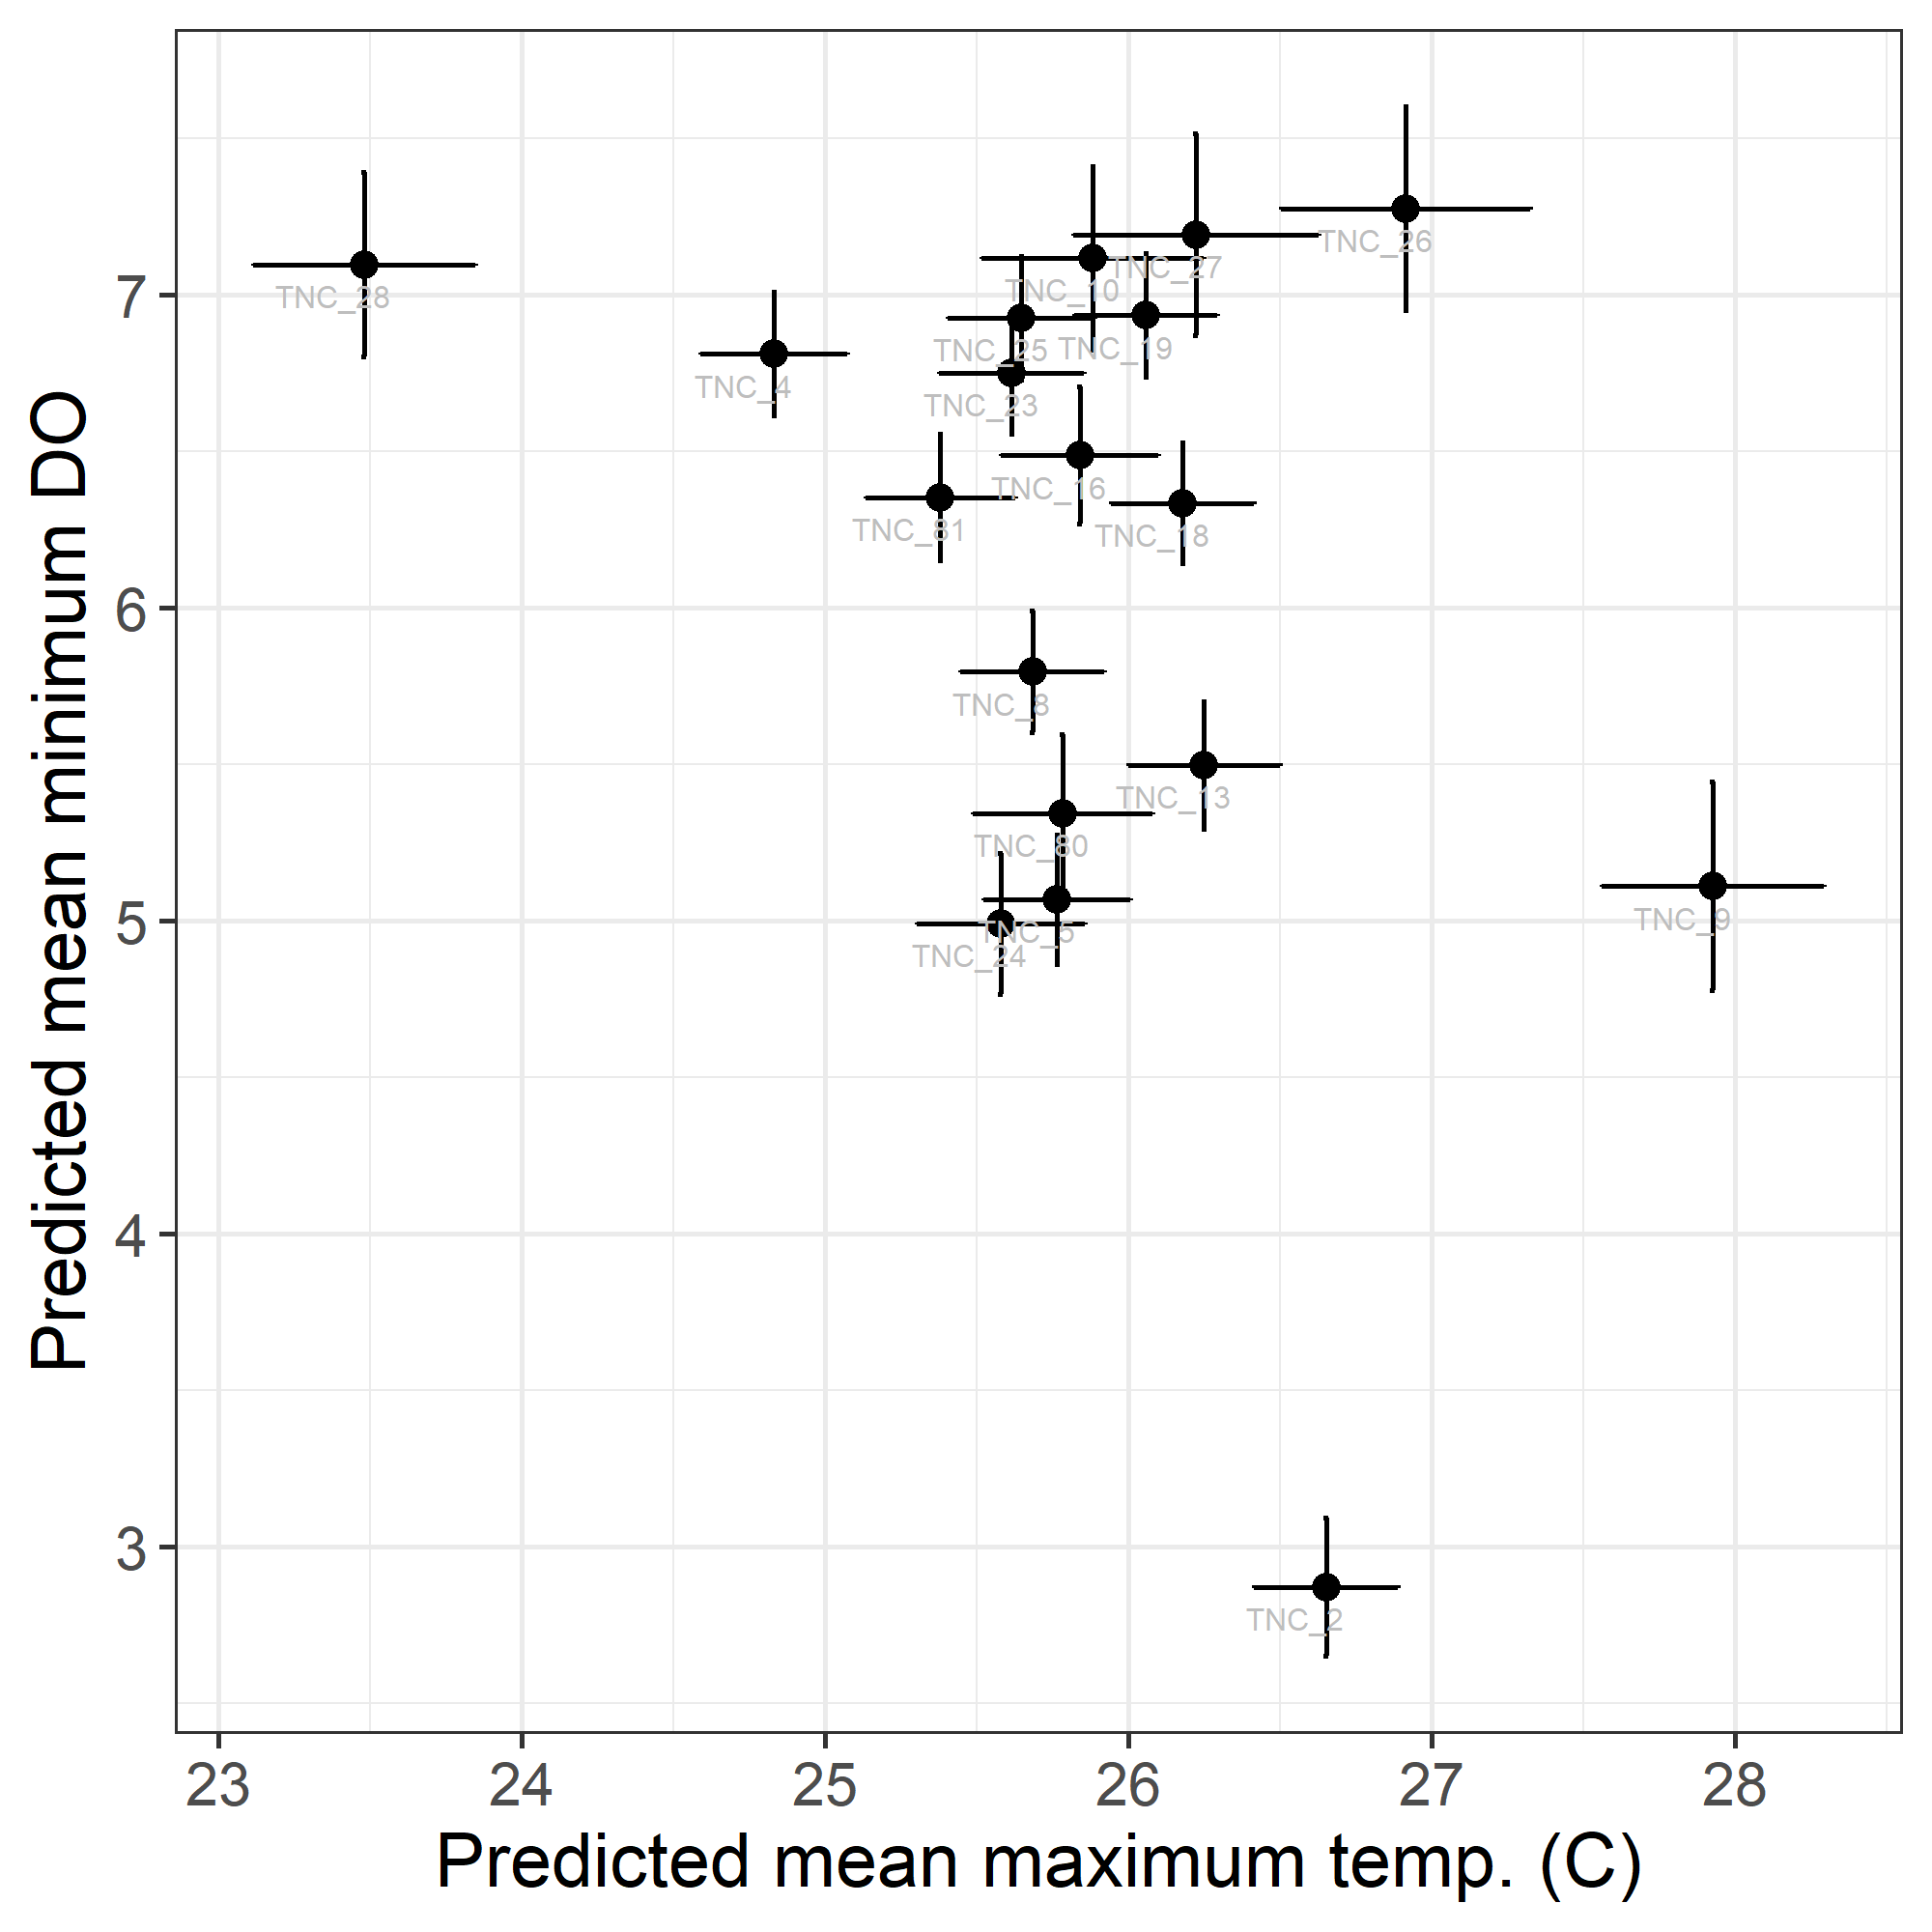 Predicted mean minimum DO
7
6
5
4
3
TNC_26
TNC_27
TNC_10
TNC_28
TNC_25
TNC_19
TNC_4
TNC_23
TNC_16
TNC_81
TNC_18
TNC_8
TNC_13
TNC_80
TNC_9
TNC_5
TNC_24
TNC_2
23 24 25 26 27 28
Predicted mean maximum temp. (C)